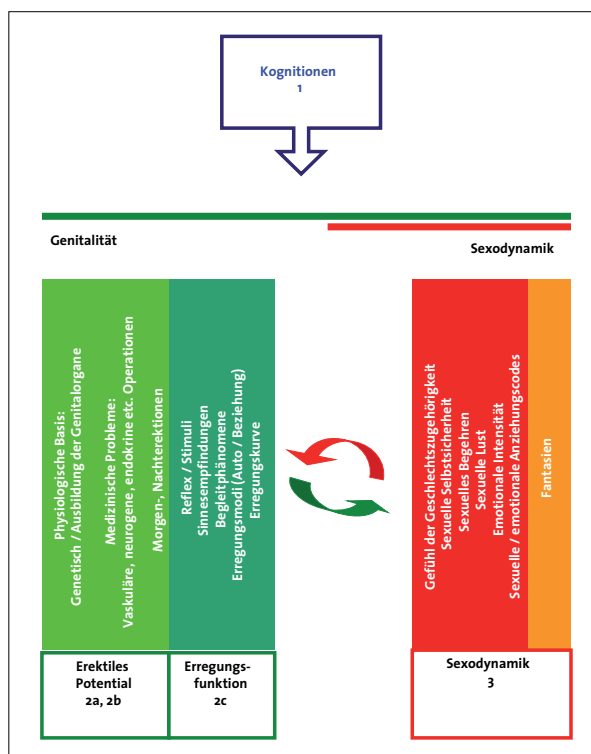 Kognitionen
1
Genitalität
Sexodynamik
Physiologische Basis:
Genetisch / Ausbildung der Genitalorgane
Medizinische Probleme:
Vaskuläre, neurogene, endokrine etc. Operationen
Morgen-, Nachterektionen
Reflex / Stimuli
Sinnesempfindungen
Begleitphänomene
Erregungsmodi (Auto / Beziehung)
Erregungskurve
Gefühl der Geschlechtszugehörigkeit
Sexuelle Selbstsicherheit
Sexuelles Begehren
Sexuelle Lust
Emotionale Intensität
Sexuelle / emotionale Anziehungscodes
Fantasien
Erektiles
Potential
2a, 2b
Erregungs-
funktion
2c
Sexodynamik
3